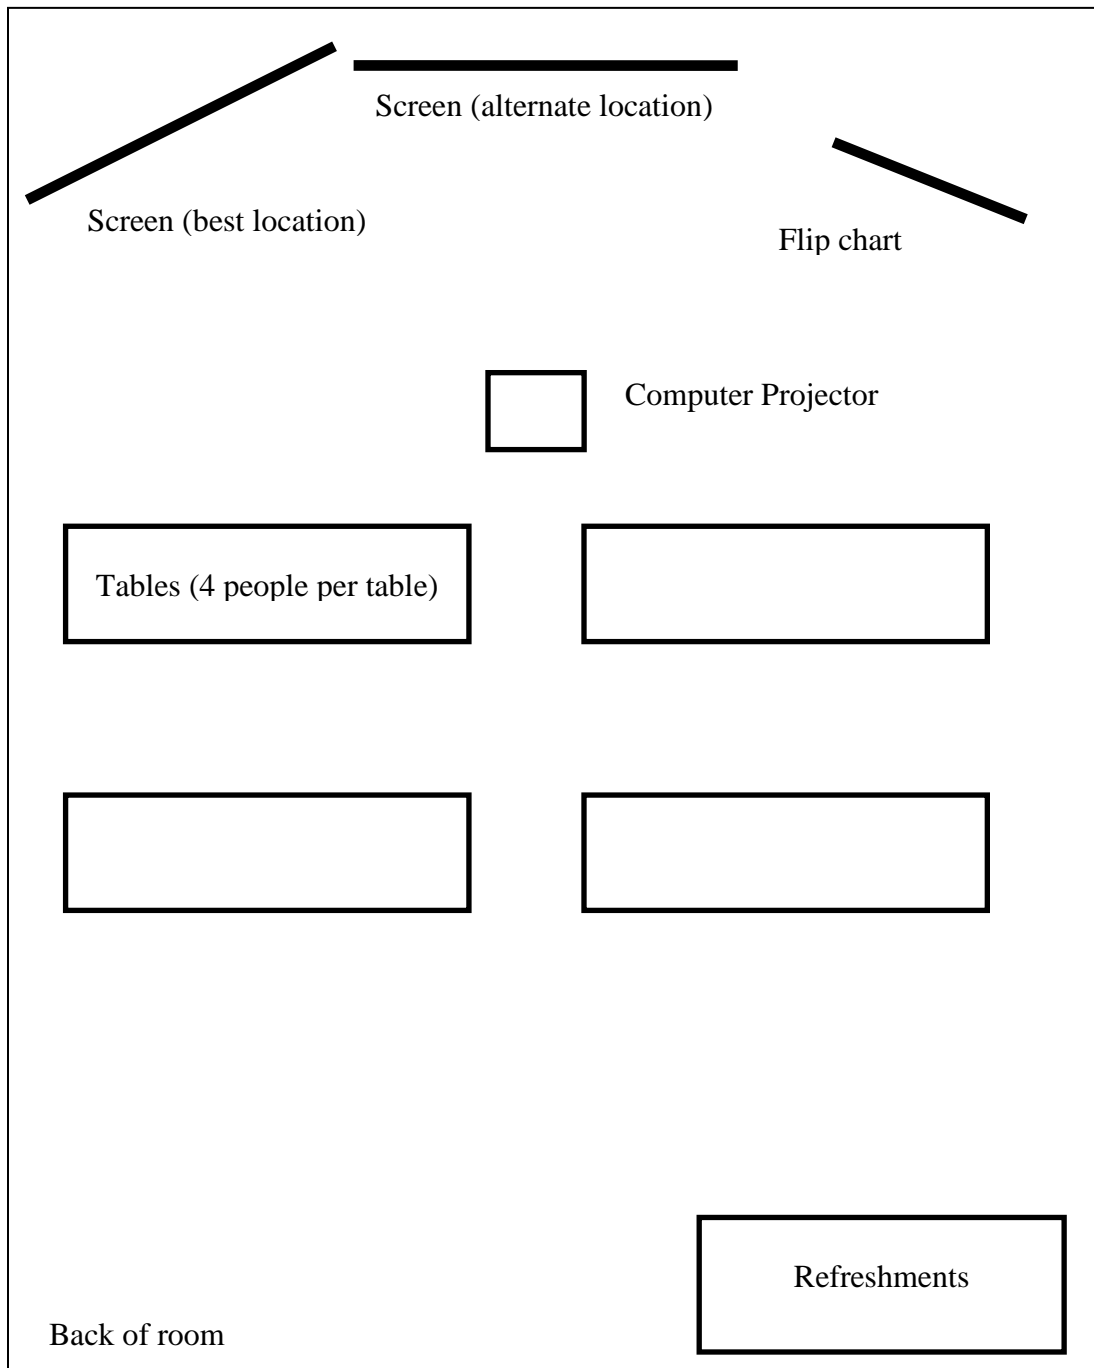 Screen (alternate location)
Screen (best location)
Flip chart
Computer Projector
Tables (4 people per table)
Refreshments
Back of room